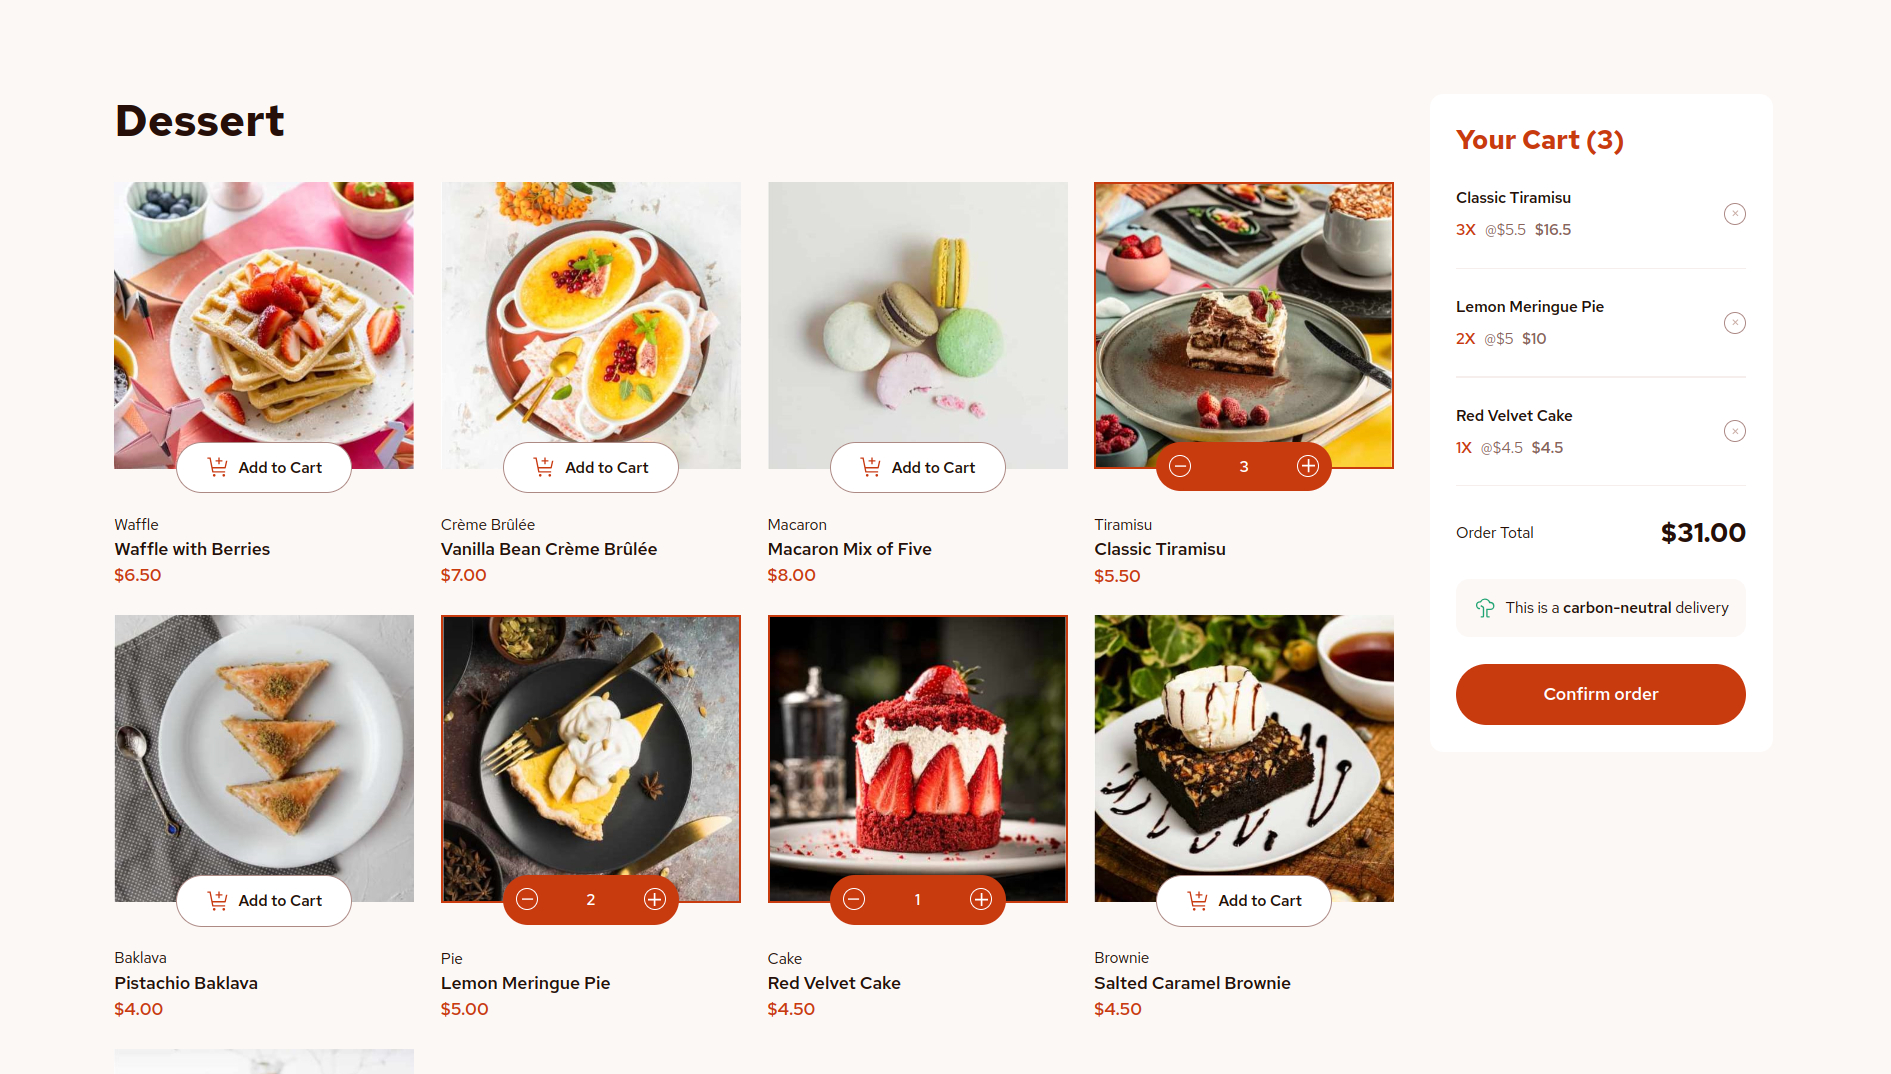 Dessert
Add to Cart
Add to Cart
Add to Cart
3
Waffle
Waffle with Berries
$6.50
Crème Brûlée
Vanilla Bean Crème Brûlée
$7.00
Macaron
Macaron Mix of Five
$8.00
Tiramisu
Classic Tiramisu
$5.50
Add to Cart
2
1
Add to Cart
Baklava
Pistachio Baklava
$4.00
Pie
Lemon Meringue Pie
$5.00
Cake
Red Velvet Cake
$4.50
Brownie
Salted Caramel Brownie
$4.50
Your Cart (3)
Classic Tiramisu
3X @$5.5 $16.5
Lemon Meringue Pie
2X @$5 $10
Red Velvet Cake
1X @$4.5 $4.5
Order Total $31.00
This is a carbon-neutral delivery
Confirm order